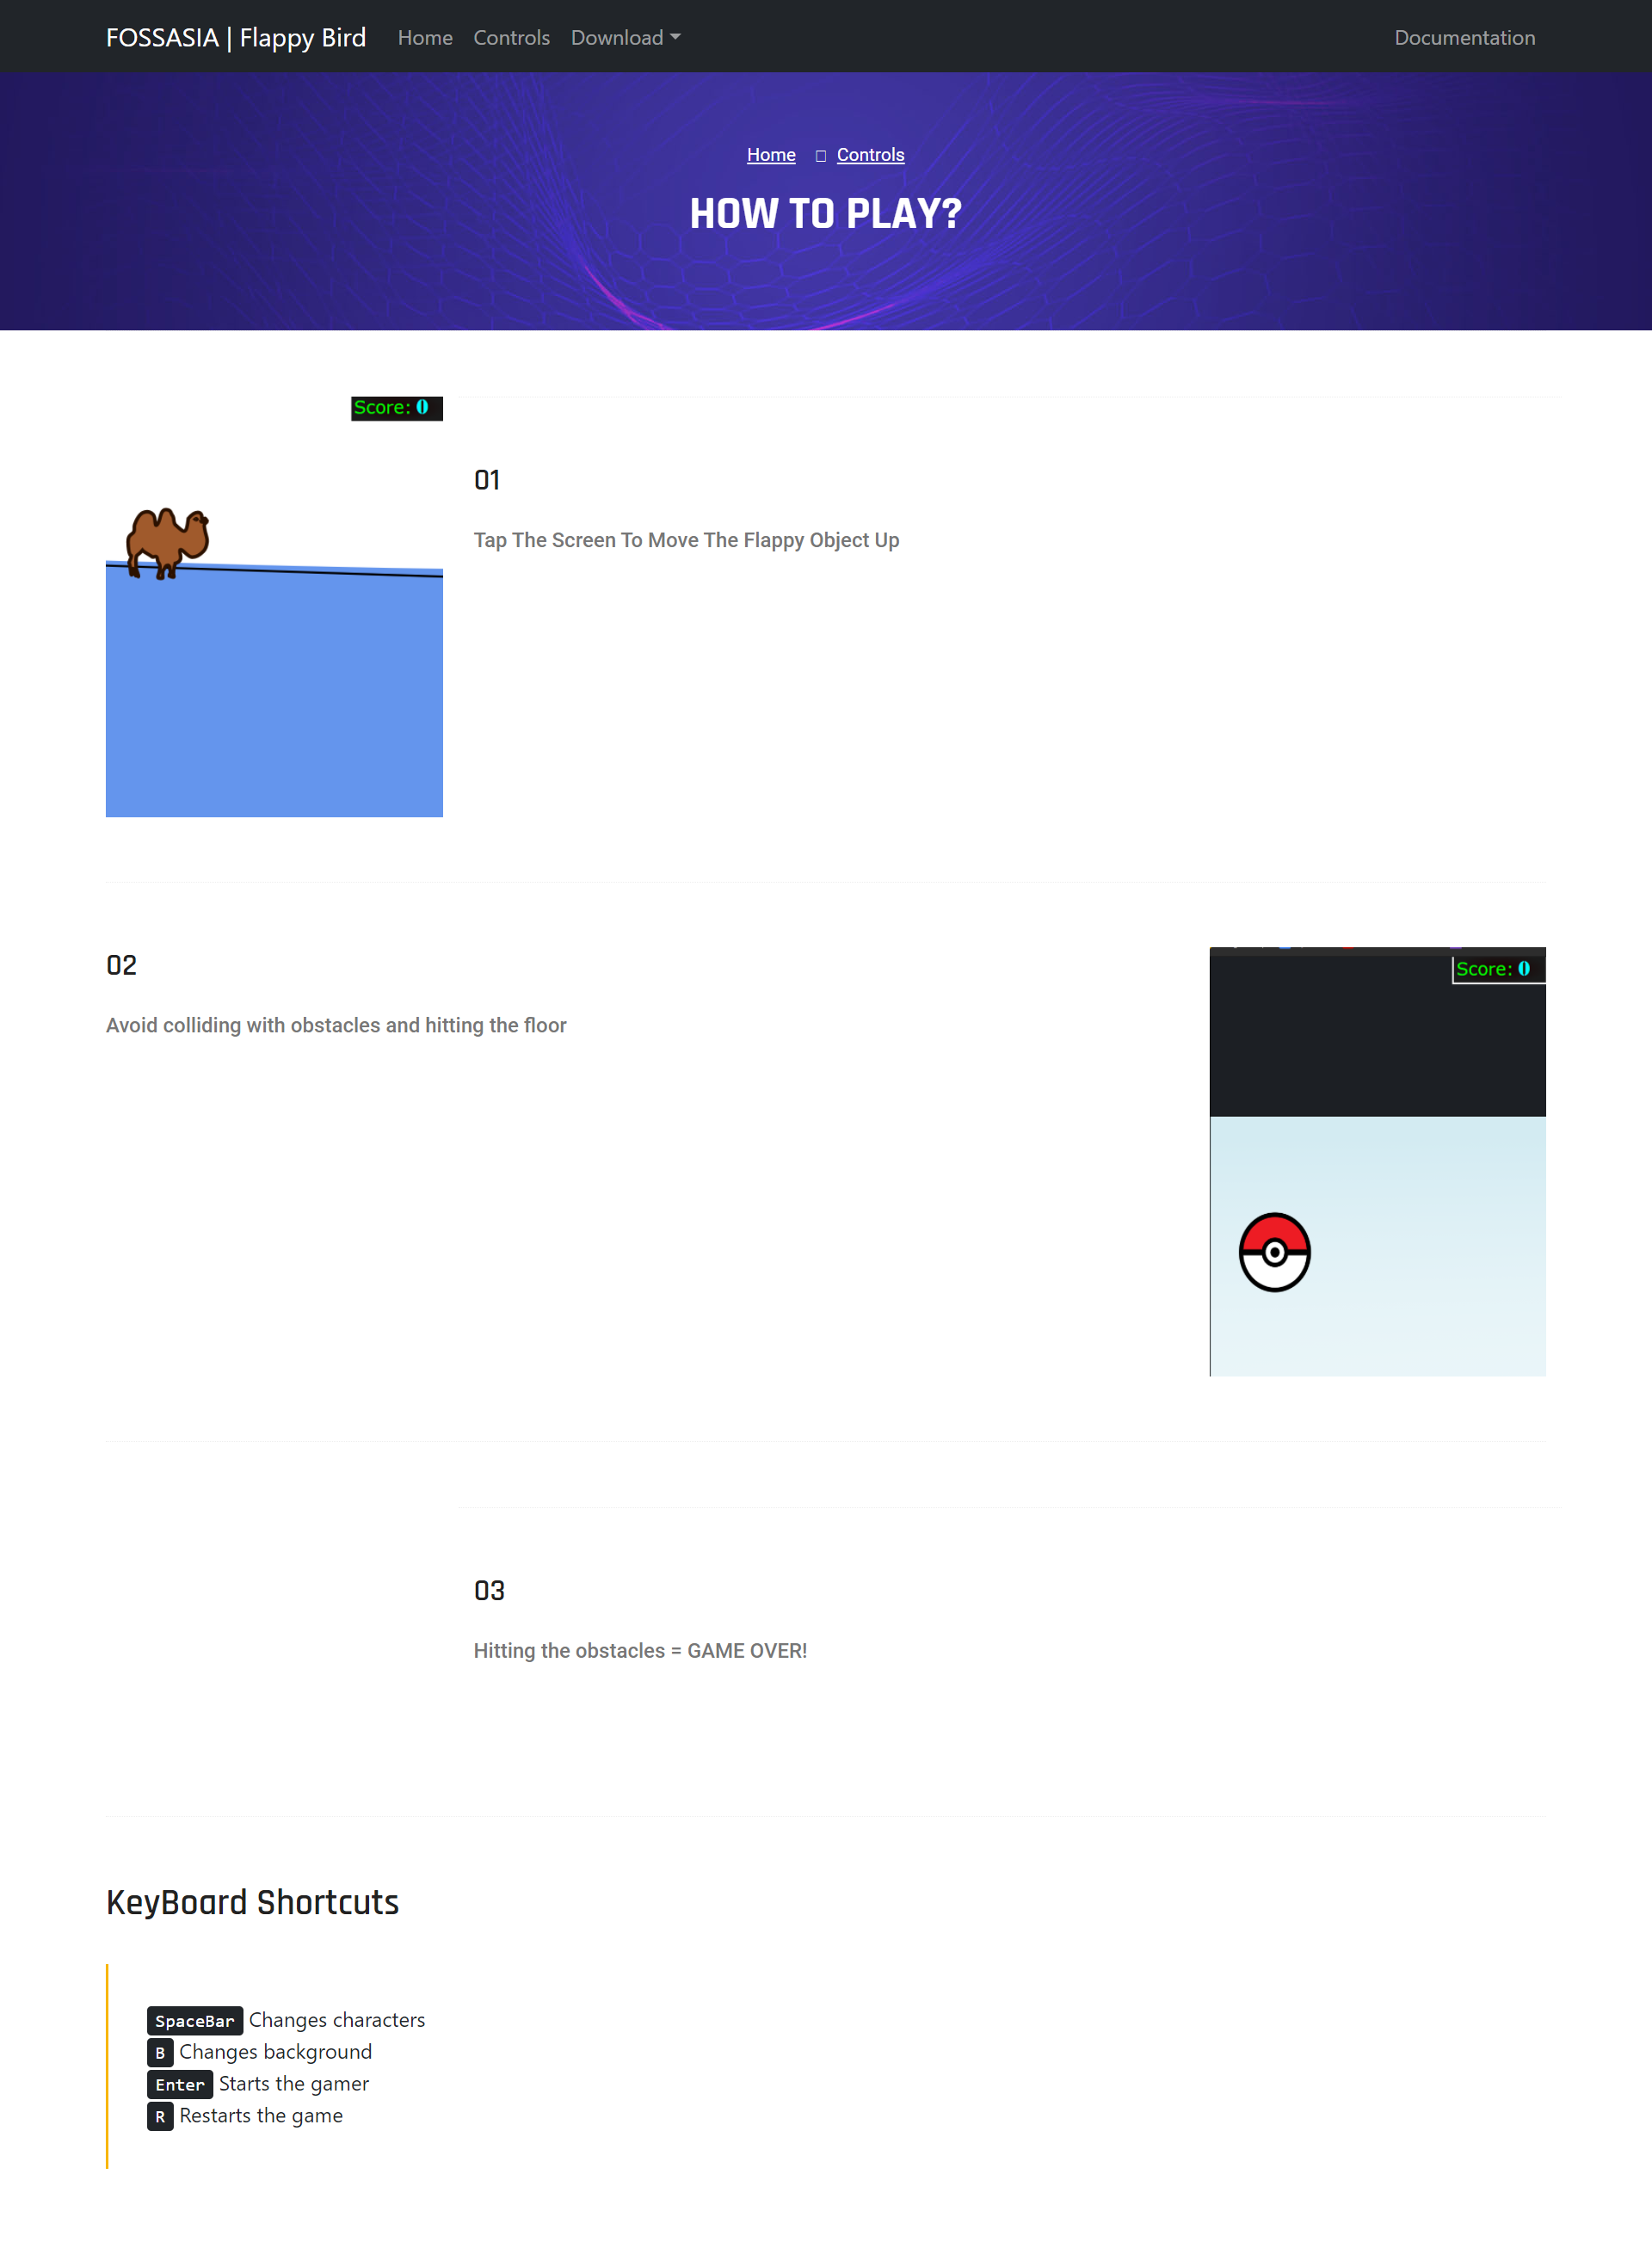 FOSSASIA | Flappy Bird Home Controls Download Documentation
Home Controls
HOW TO PLAY?
Score: 0
01
Tap The Screen To Move The Flappy Object Up
02
Avoid colliding with obstacles and hitting the floor
Score: 0
03
Hitting the obstacles = GAME OVER!
KeyBoard Shortcuts
SpaceBar Changes characters
B Changes background
Enter Starts the gamer
R Restarts the game